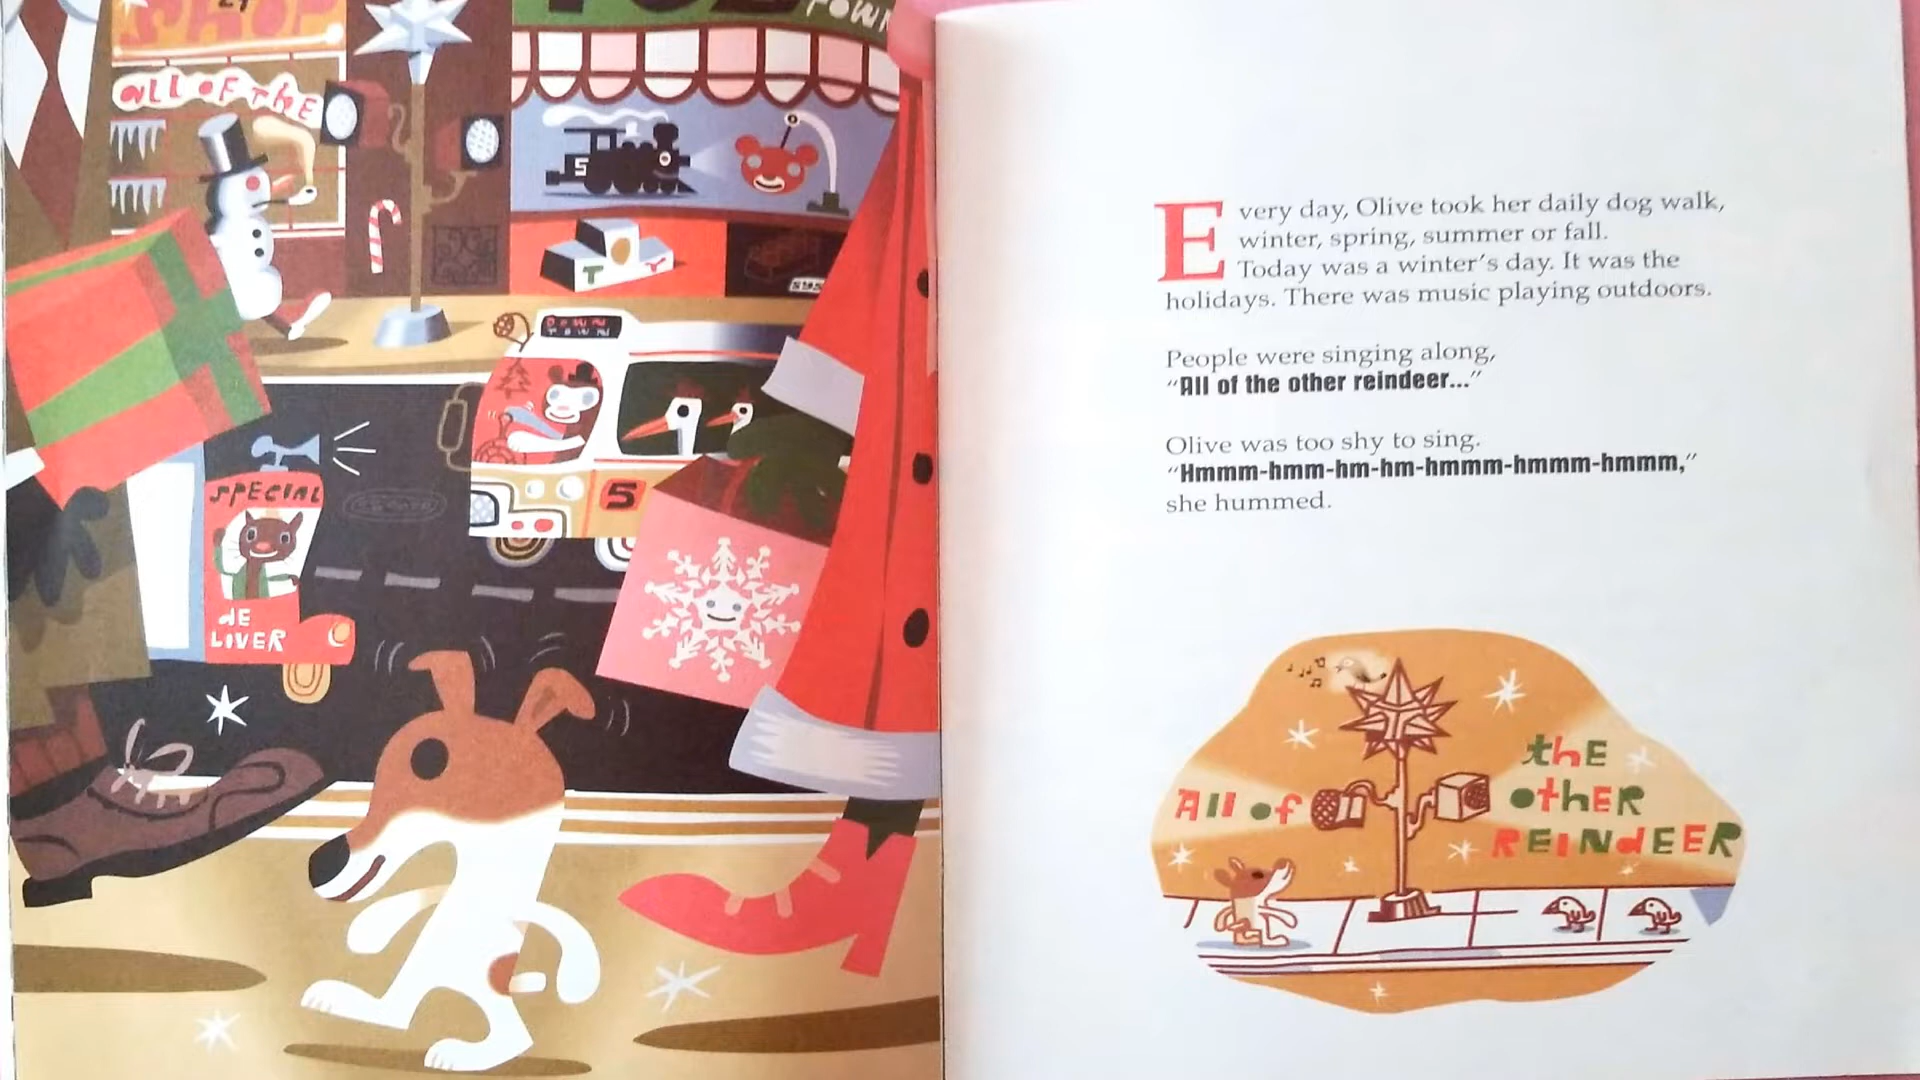 SHOP
TOWN
ALL OF THE
5
T Y
SYS
DOWN
TOWN
5
SPECIAL
dE
LIVER
Every day, Olive took her daily dog walk,
winter, spring, summer or fall.
Today was a winter's day. It was the
holidays. There was music playing outdoors.
People were singing along,
“All of the other reindeer...”
Olive was too shy to sing.
“Hmmm-hmm-hm-hm-hmmm-hmmm-hmmm,”
she hummed.
All of
thE
othER
REINdEER